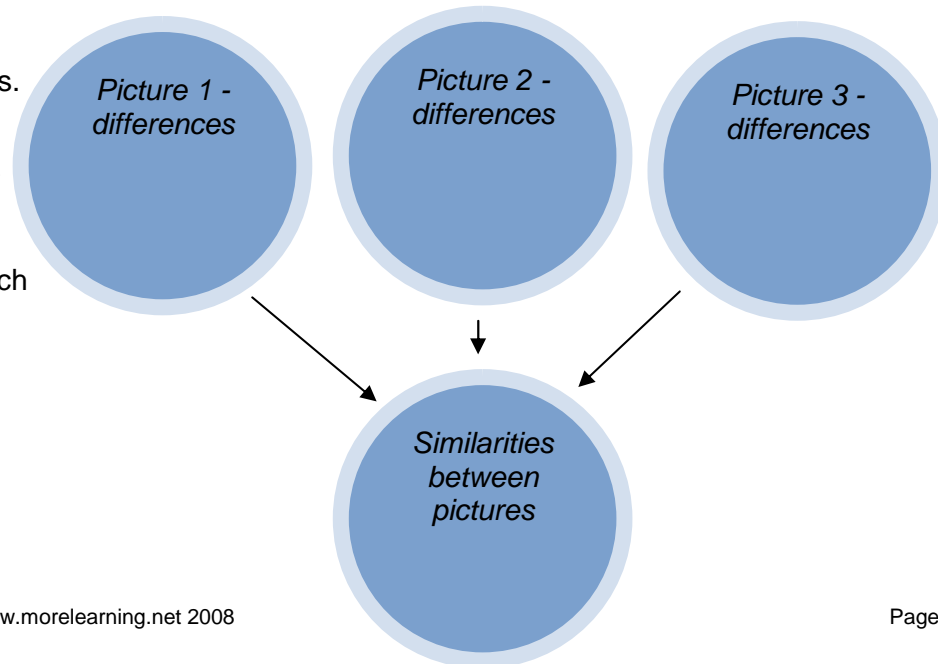 s.
Picture 1 -
differences
Picture 2 -
differences
Picture 3 -
differences
ch
Similarities
between
pictures
w.morelearning.net 2008
Page